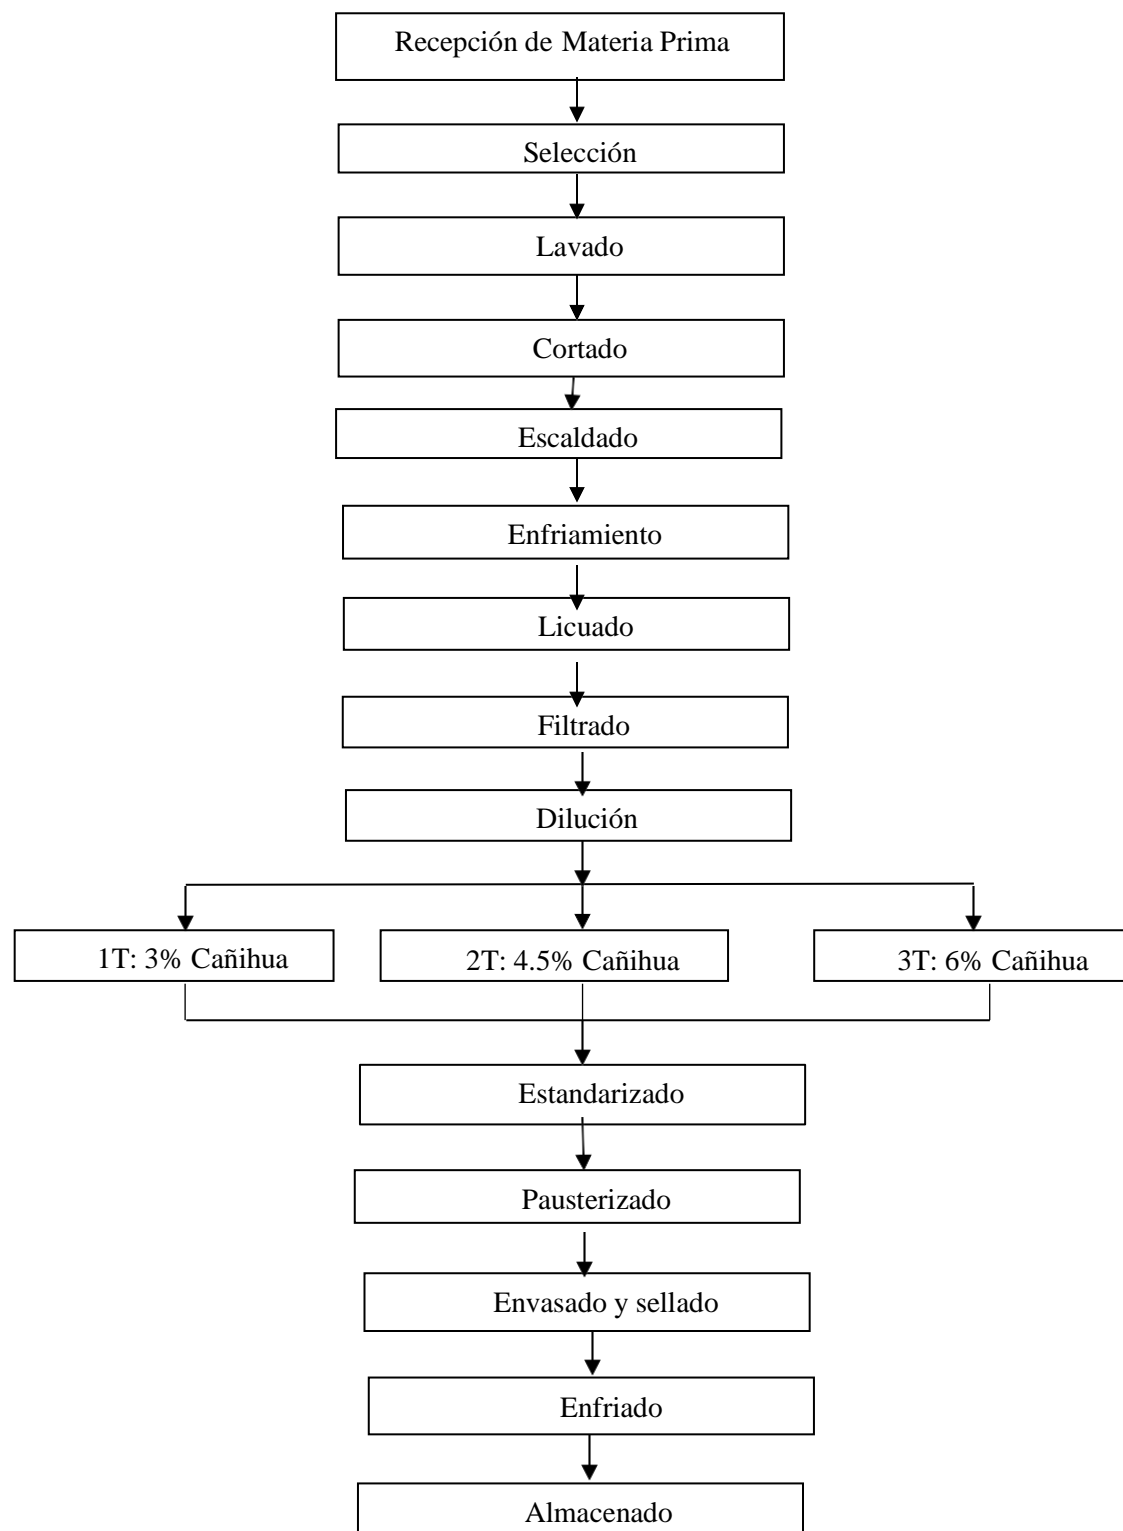 Recepción de Materia Prima
Selección
Lavado
Cortado
Escaldado
Enfriamiento
Licuado
Filtrado
Dilución
1T: 3% Cañihua
2T: 4.5% Cañihua
3T: 6% Cañihua
Estandarizado
Pausterizado
Envasado y sellado
Enfriado
Almacenado